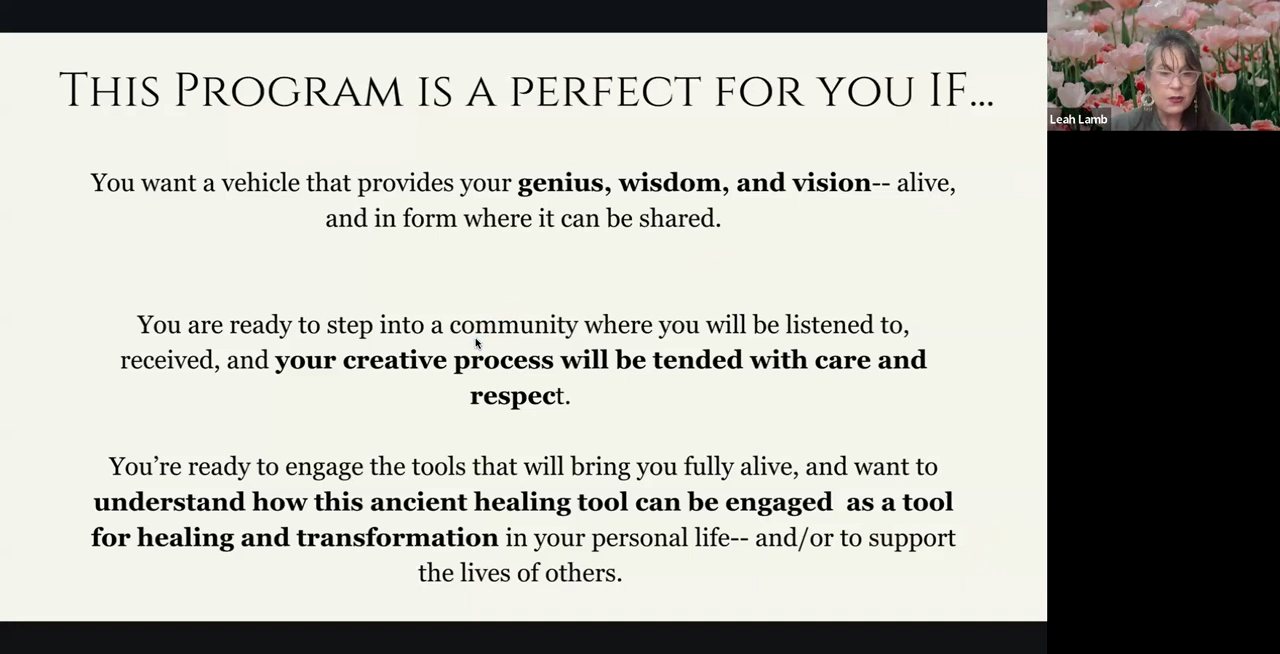 THIS PROGRAM IS A PERFECT FOR YOU IF...
You want a vehicle that provides your genius, wisdom, and vision-- alive,
and in form where it can be shared.
You are ready to step into a community where you will be listened to,
received, and your creative process will be tended with care and
respect.
You’re ready to engage the tools that will bring you fully alive, and want to
understand how this ancient healing tool can be engaged  as a tool
for healing and transformation in your personal life-- and/or to support
the lives of others.
Leah Lamb